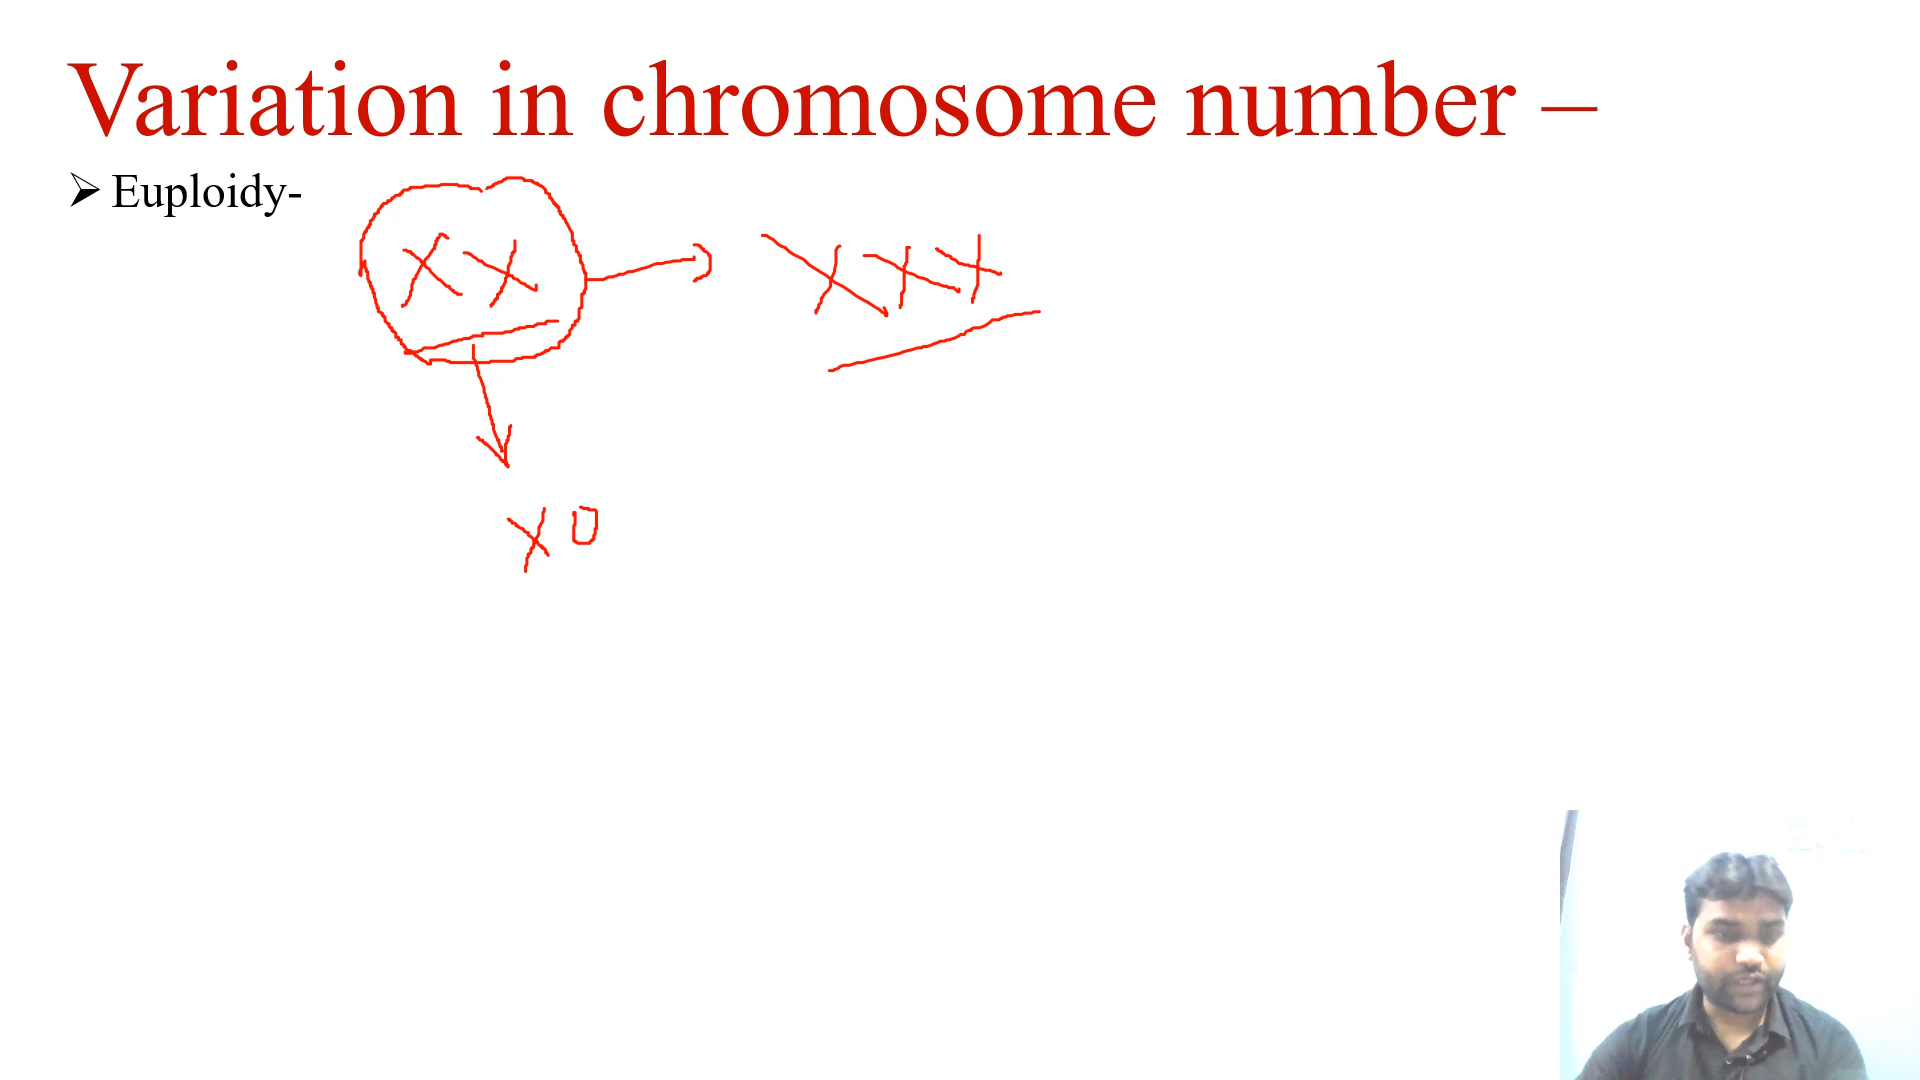 Variation in chromosome number –
➢ Euploidy-
XX → XXX
XO